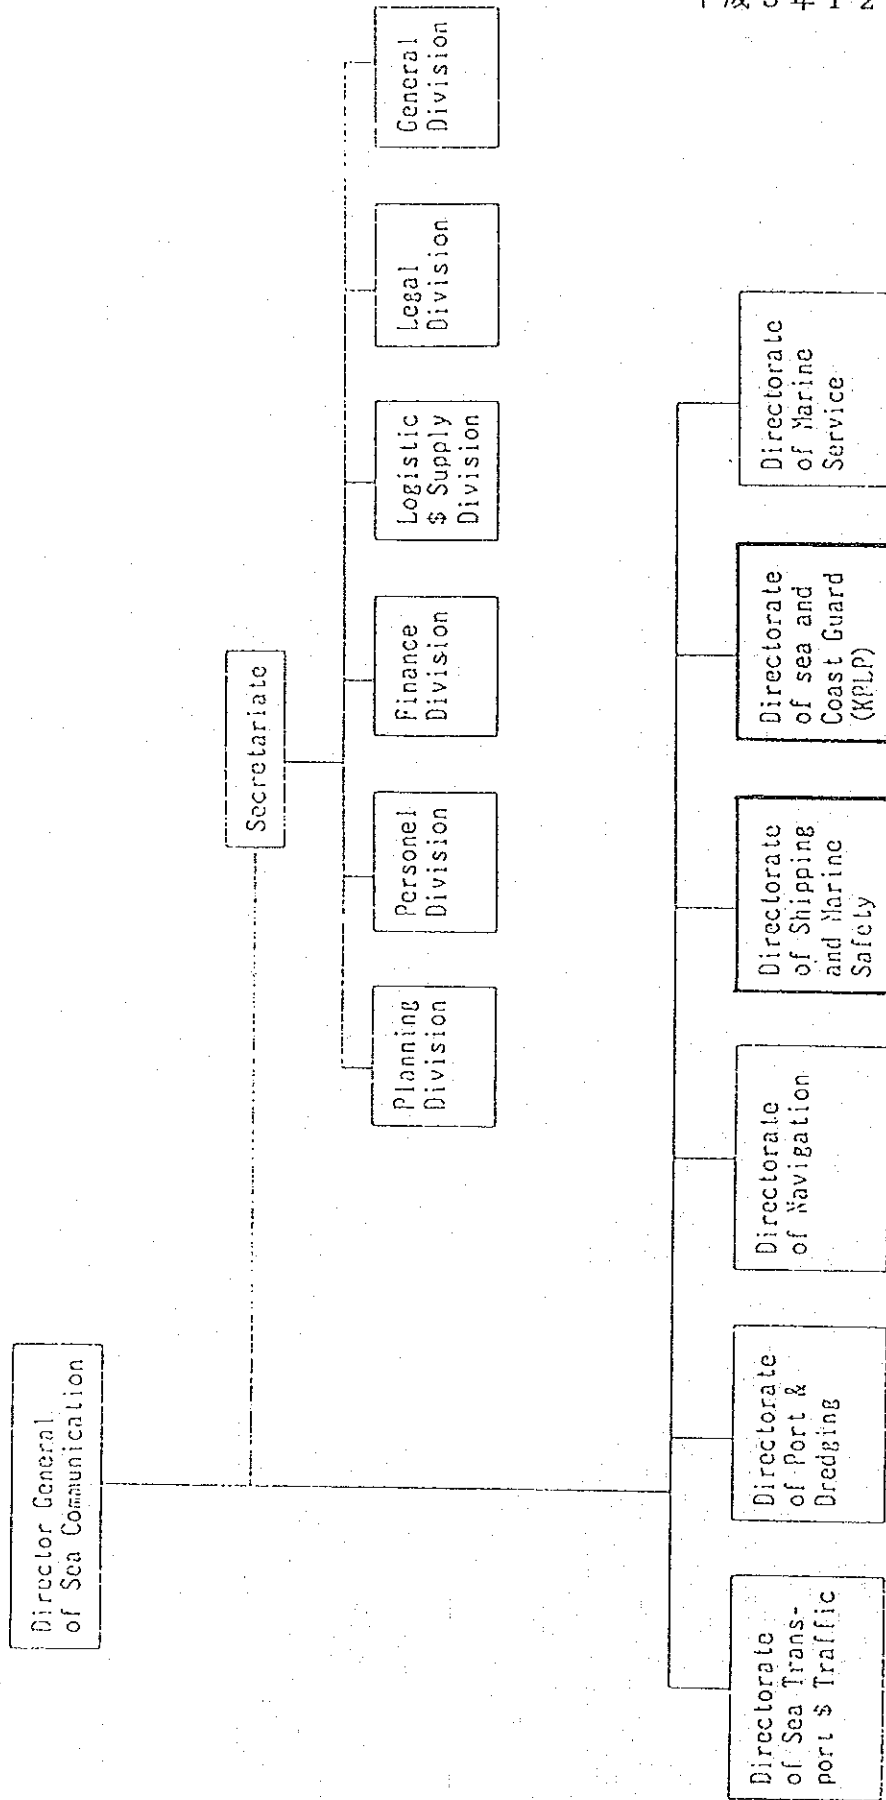 Director General
of Sea Communication
Secretariate
Planning
Division
Personel
Division
Finance
Division
Logistic
$ Supply
Division
Legal
Division
General
Division
Directorate
of Sea Trans-
port $ Traffic
Directorate
of Port &
Dredging
Directorate
of Navigation
Directorate
of Shipping
and Marine
Safety
Directorate
of sea and
Coast Guard
(KPLP)
Directorate
of Marine
Service